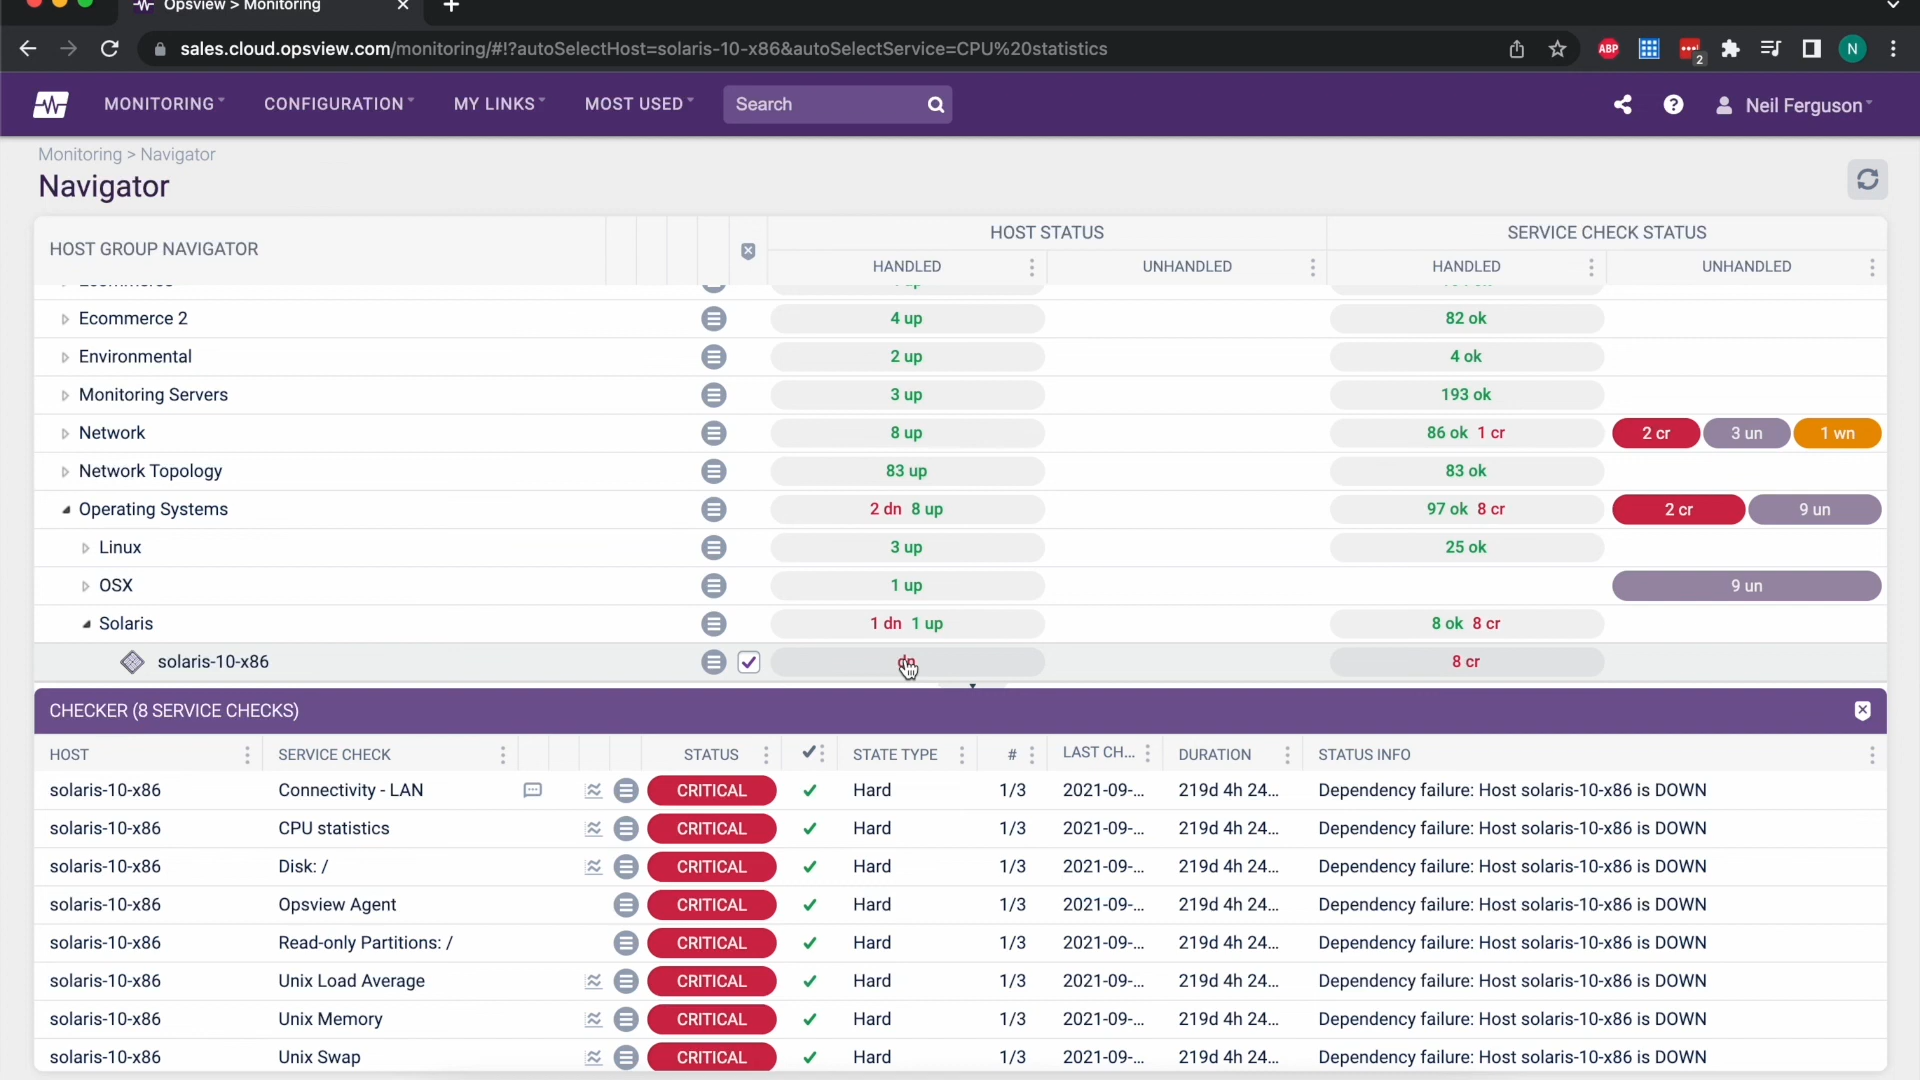 Opsview > Monitoring
sales.cloud.opsview.com/monitoring/#!?autoSelectHost=solaris-10-x86&autoSelectService=CPU%20statistics
ABP
2
N
MONITORING CONFIGURATION MY LINKS MOST USED Search Neil Ferguson
Monitoring > Navigator
Navigator
HOST GROUP NAVIGATOR HOST STATUS SERVICE CHECK STATUS
HANDLED UNHANDLED HANDLED UNHANDLED
Ecommerce 2 4 up 82 ok
Environmental 2 up 4 ok
Monitoring Servers 3 up 193 ok
Network 8 up 86 ok 1 cr 2 cr 3 un 1 wn
Network Topology 83 up 83 ok
Operating Systems 2 dn 8 up 97 ok 8 cr 2 cr 9 un
Linux 3 up 25 ok
OSX 1 up 9 un
Solaris 1 dn 1 up 8 ok 8 cr
solaris-10-x86 dn 8 cr
CHECKER (8 SERVICE CHECKS)
HOST SERVICE CHECK STATUS STATE TYPE # LAST CH... DURATION STATUS INFO
solaris-10-x86 Connectivity - LAN CRITICAL Hard 1/3 2021-09-... 219d 4h 24... Dependency failure: Host solaris-10-x86 is DOWN
solaris-10-x86 CPU statistics CRITICAL Hard 1/3 2021-09-... 219d 4h 24... Dependency failure: Host solaris-10-x86 is DOWN
solaris-10-x86 Disk: / CRITICAL Hard 1/3 2021-09-... 219d 4h 24... Dependency failure: Host solaris-10-x86 is DOWN
solaris-10-x86 Opsview Agent CRITICAL Hard 1/3 2021-09-... 219d 4h 24... Dependency failure: Host solaris-10-x86 is DOWN
solaris-10-x86 Read-only Partitions: / CRITICAL Hard 1/3 2021-09-... 219d 4h 24... Dependency failure: Host solaris-10-x86 is DOWN
solaris-10-x86 Unix Load Average CRITICAL Hard 1/3 2021-09-... 219d 4h 24... Dependency failure: Host solaris-10-x86 is DOWN
solaris-10-x86 Unix Memory CRITICAL Hard 1/3 2021-09-... 219d 4h 24... Dependency failure: Host solaris-10-x86 is DOWN
solaris-10-x86 Unix Swap CRITICAL Hard 1/3 2021-09-... 219d 4h 24... Dependency failure: Host solaris-10-x86 is DOWN